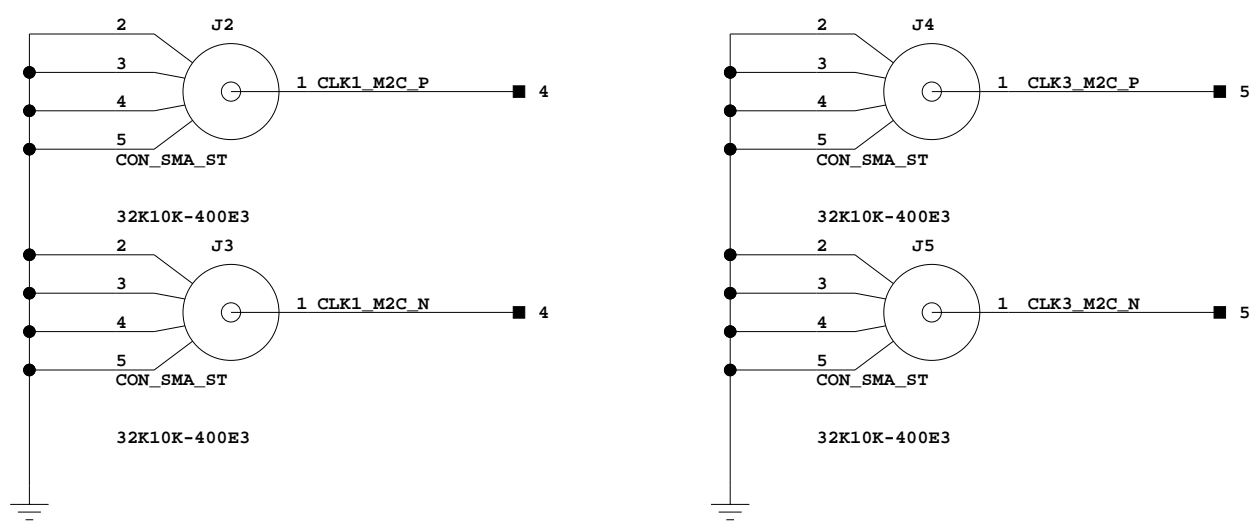 2 J2
3
1 CLK1_M2C_P 4
4
5
CON_SMA_ST
32K10K-400E3
2 J3
3
1 CLK1_M2C_N 4
4
5
CON_SMA_ST
32K10K-400E3
2 J4
3
1 CLK3_M2C_P 5
4
5
CON_SMA_ST
32K10K-400E3
2 J5
3
1 CLK3_M2C_N 5
4
5
CON_SMA_ST
32K10K-400E3